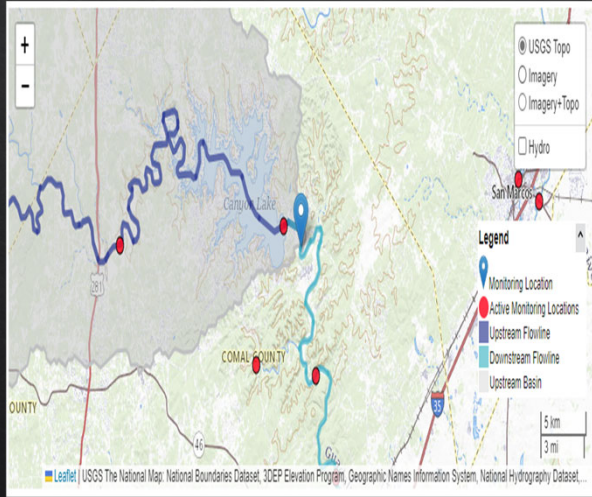 +
−
USGS Topo
Imagery
Imagery+Topo
Hydro
San Marcos
Canyon Lake
Legend
Monitoring Location
Active Monitoring Locations
Upstream Flowline
Downstream Flowline
Upstream Basin
281
COMAL COUNTY
OUNTY
35
46
5 km
3 mi
Leaflet | USGS The National Map: National Boundaries Dataset, 3DEP Elevation Program, Geographic Names Information System, National Hydrography Dataset,...